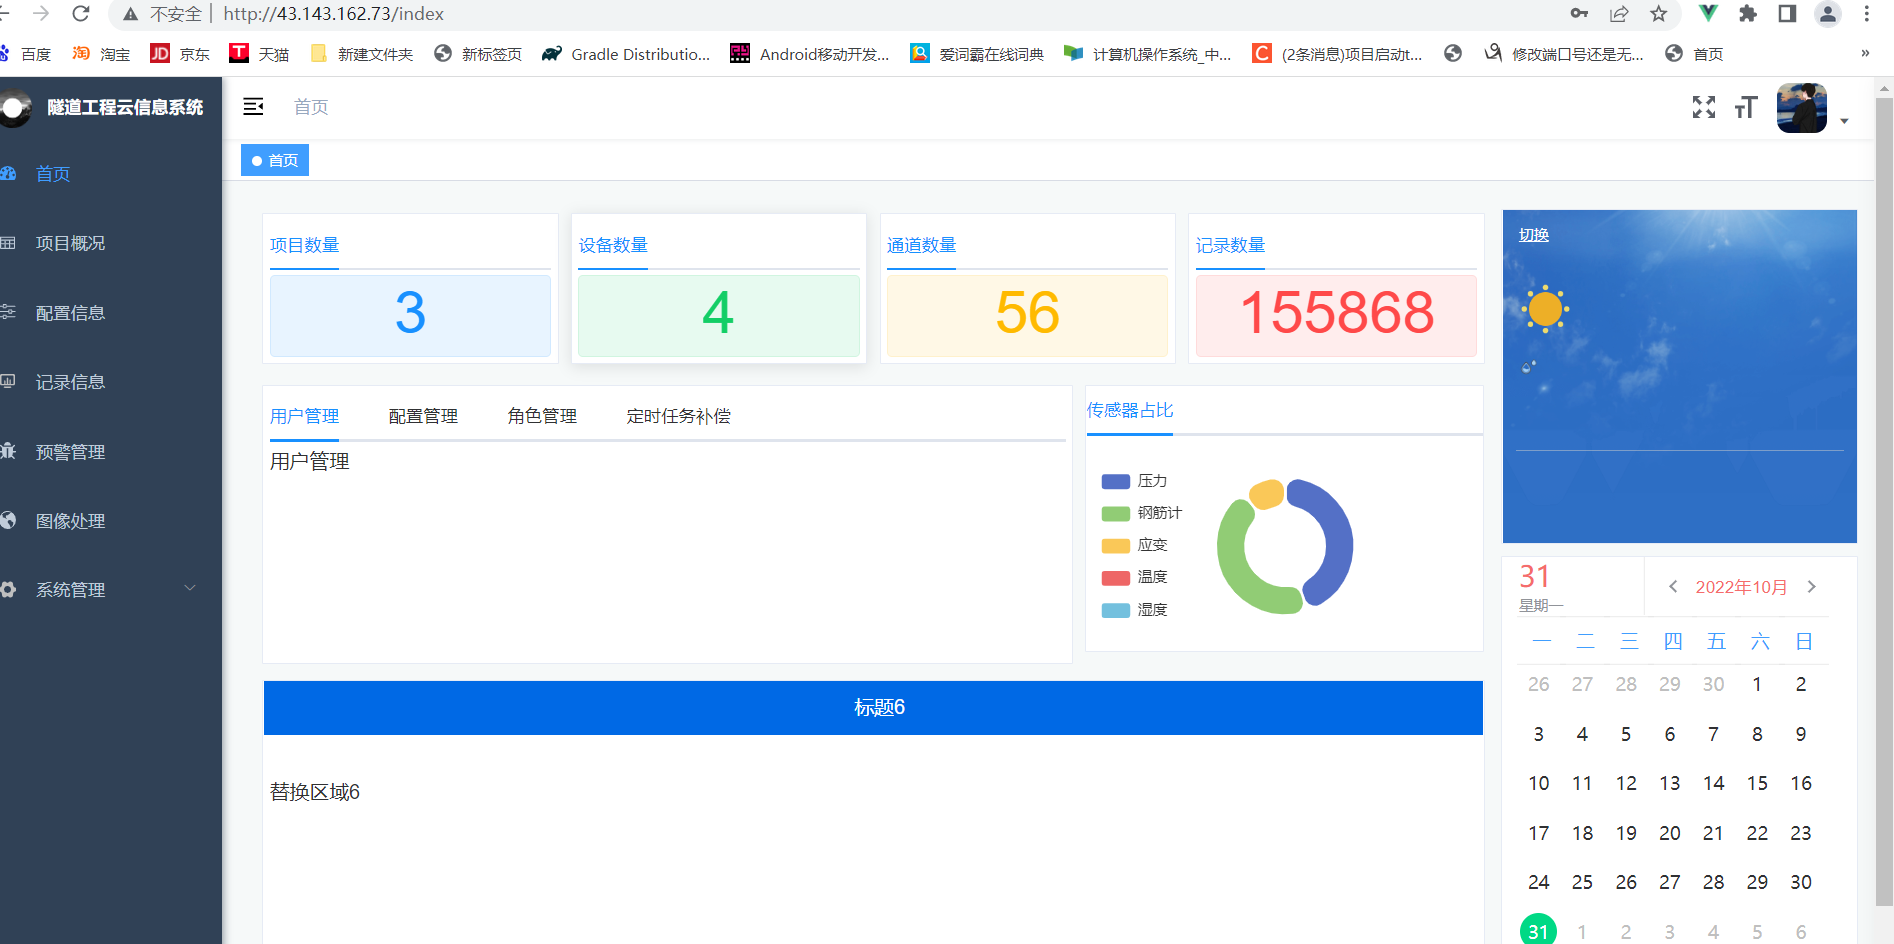 不安全 | http://43.143.162.73/index
百度 淘宝 京东 天猫 新建文件夹 新标签页 Gradle Distributio... Android移动开发... 爱词霸在线词典 计算机操作系统_中... (2条消息)项目启动t... 修改端口号还是无... 首页 »
隧道工程云信息系统
首页
项目概况
配置信息
记录信息
预警管理
图像处理
系统管理
首页
首页
项目数量
3
设备数量
4
通道数量
56
记录数量
155868
用户管理 配置管理 角色管理 定时任务补偿
用户管理
传感器占比
压力
钢筋计
应变
温度
湿度
标题6
替换区域6
切换
31
星期一
2022年10月
一 二 三 四 五 六 日
26 27 28 29 30 1 2
3 4 5 6 7 8 9
10 11 12 13 14 15 16
17 18 19 20 21 22 23
24 25 26 27 28 29 30
31 1 2 3 4 5 6